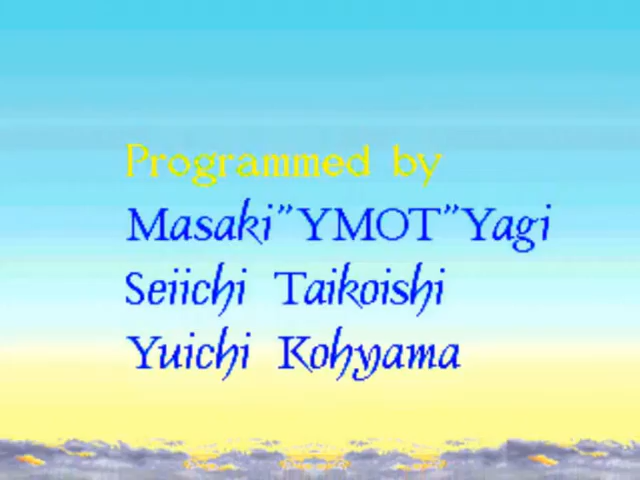 Programmed by
Masaki"YMOT"Yagi
Seiichi Taikoishi
Yuichi Kohyama